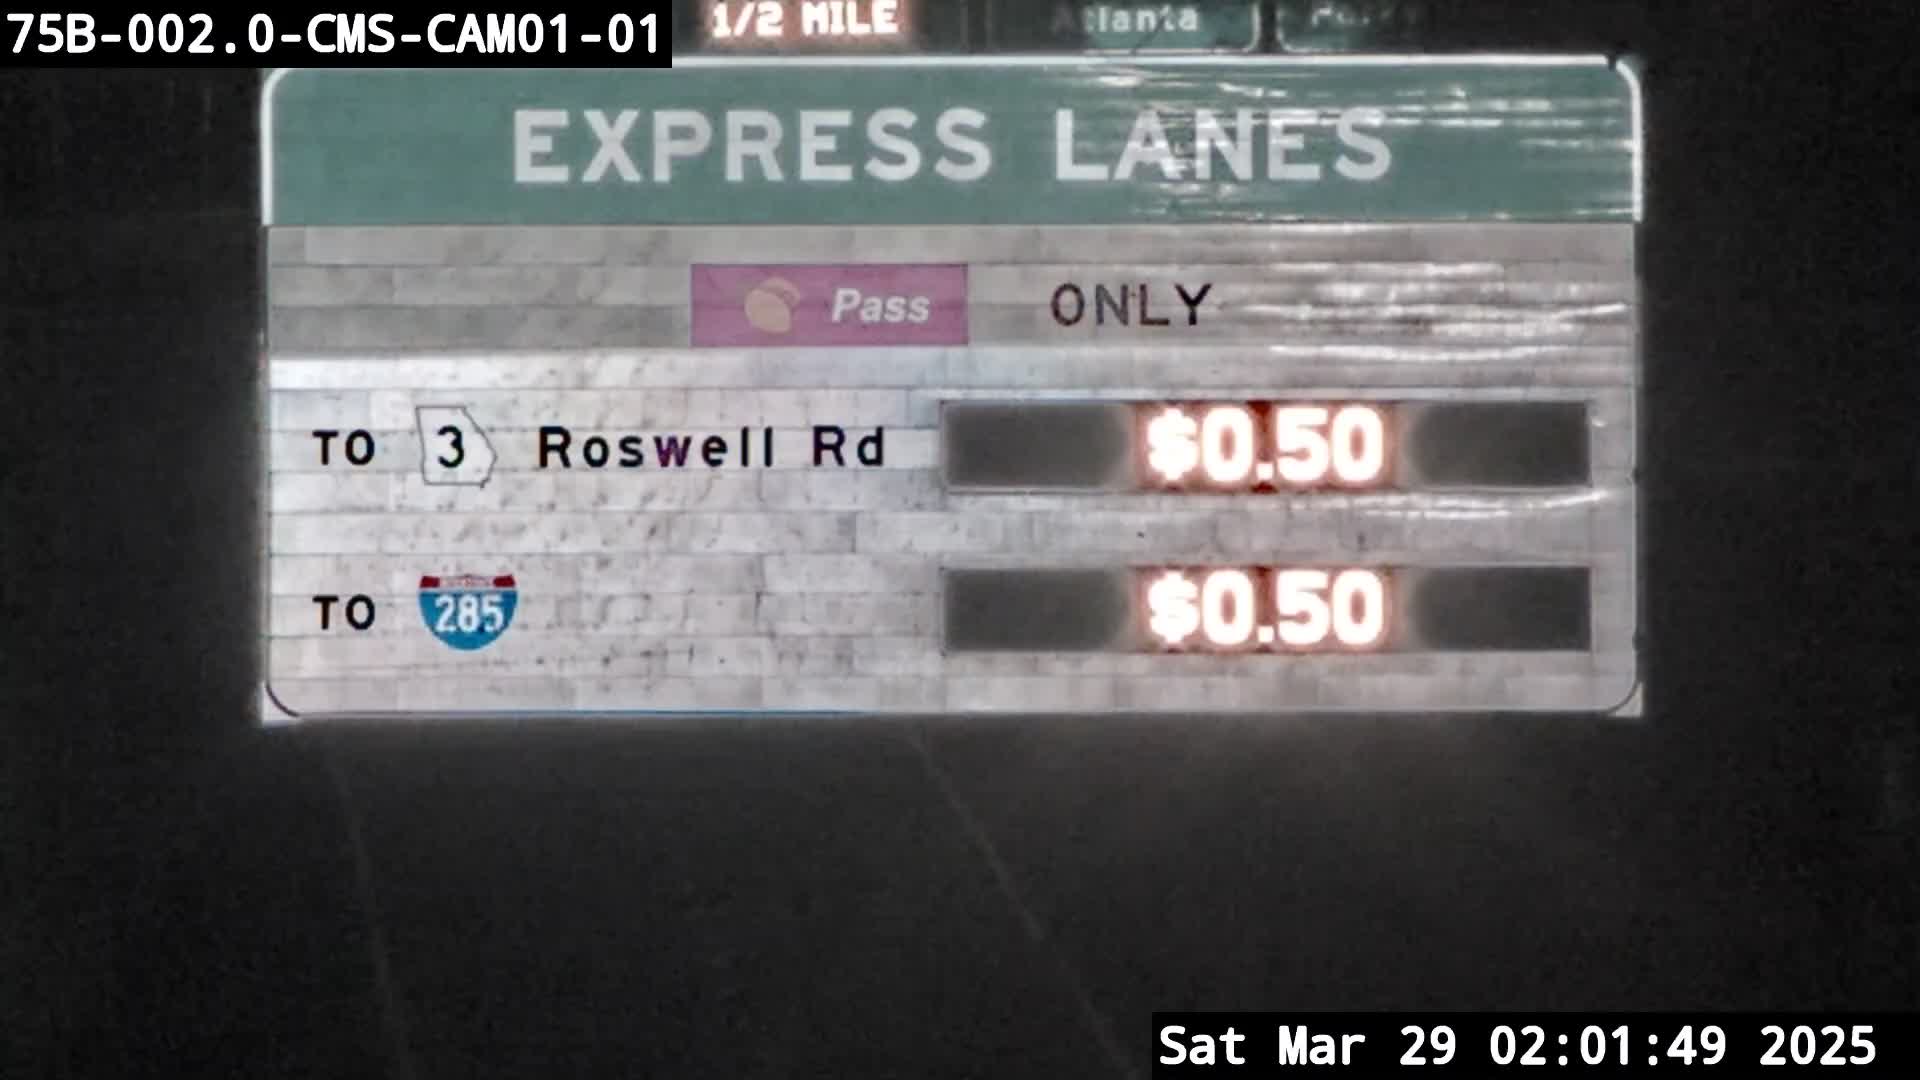 75B-002.0-CMS-CAM01-01
1/2 MILE
Atlanta
EXPRESS LANES
Pass ONLY
TO 3 Roswell Rd $0.50
TO 285 $0.50
Sat Mar 29 02:01:49 2025